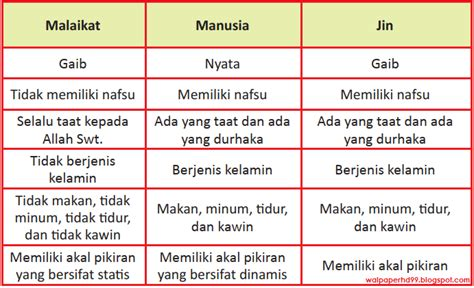 Malaikat Manusia Jin
Gaib Nyata Gaib
Tidak memiliki nafsu Memiliki nafsu Memiliki nafsu
Selalu taat kepada Allah Swt. Ada yang taat dan ada yang durhaka Ada yang taat dan ada yang durhaka
Tidak berjenis kelamin Berjenis kelamin Berjenis kelamin
Tidak makan, tidak minum, tidak tidur, dan tidak kawin Makan, minum, tidur, dan kawin Makan, minum, tidur, dan kawin
Memiliki akal pikiran yang bersifat statis Memiliki akal pikiran yang bersifat dinamis Memiliki akal pikiran
walpaperhd99.blogspot.com